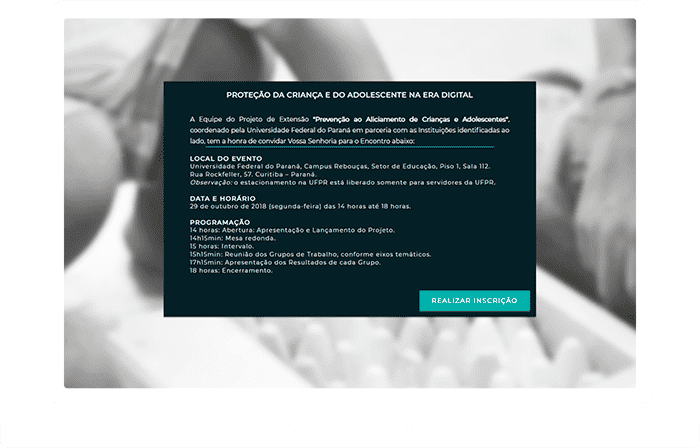 PROTEÇÃO DA CRIANÇA E DO ADOLESCENTE NA ERA DIGITAL
A Equipe do Projeto de Extensão "Prevenção ao Aliciamento de Crianças e Adolescentes",
coordenado pela Universidade Federal do Paraná em parceria com as Instituições identificadas ao
lado, tem a honra de convidar Vossa Senhoria para o Encontro abaixo:
LOCAL DO EVENTO
Universidade Federal do Paraná, Campus Rebouças, Setor de Educação, Piso 1, Sala 112.
Rua Rockfeller, 57. Curitiba – Paraná.
Observação: o estacionamento na UFPR está liberado somente para servidores da UFPR.
DATA E HORÁRIO
29 de outubro de 2018 (segunda-feira) das 14 horas até 18 horas.
PROGRAMAÇÃO
14 horas: Abertura: Apresentação e Lançamento do Projeto.
14h15min: Mesa redonda.
15 horas: Intervalo.
15h15min: Reunião dos Grupos de Trabalho, conforme eixos temáticos.
17h15min: Apresentação dos Resultados de cada Grupo.
18 horas: Encerramento.
REALIZAR INSCRIÇÃO